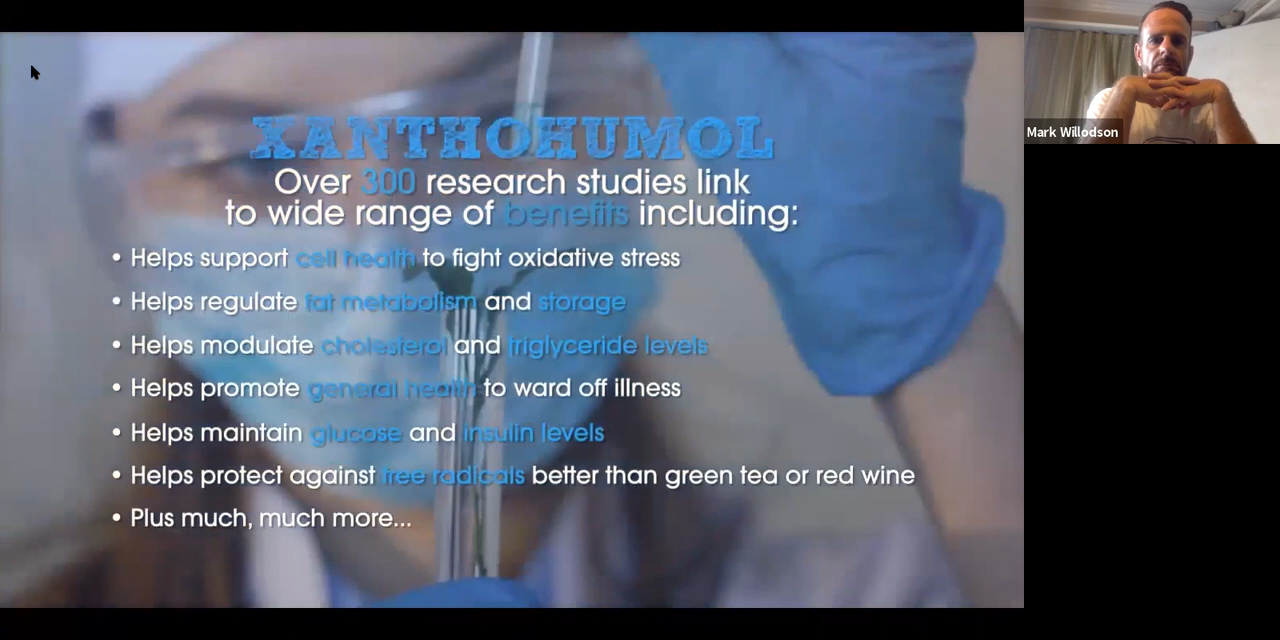 XANTHOHUMOL
Over 300 research studies link
to wide range of benefits including:
• Helps support cell health to fight oxidative stress
• Helps regulate fat metabolism and storage
• Helps modulate cholesterol and triglyceride levels
• Helps promote general health to ward off illness
• Helps maintain glucose and insulin levels
• Helps protect against free radicals better than green tea or red wine
• Plus much, much more...
Mark Willodson